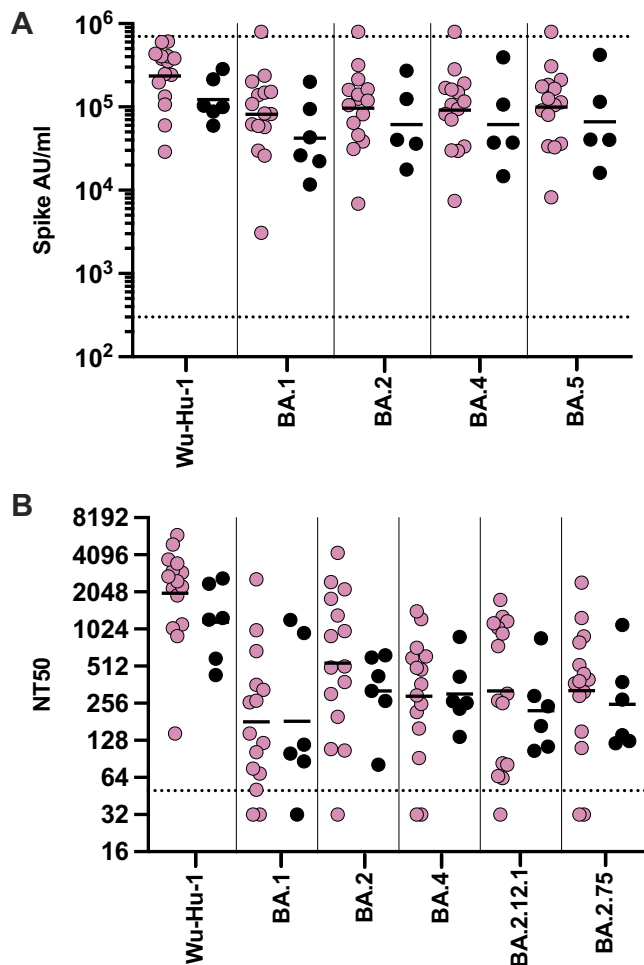 A
Spike AU/ml
10⁶
10⁵
10⁴
10³
10²
Wu-Hu-1
BA.1
BA.2
BA.4
BA.5
B
NT50
8192
4096
2048
1024
512
256
128
64
32
16
Wu-Hu-1
BA.1
BA.2
BA.4
BA.2.12.1
BA.2.75